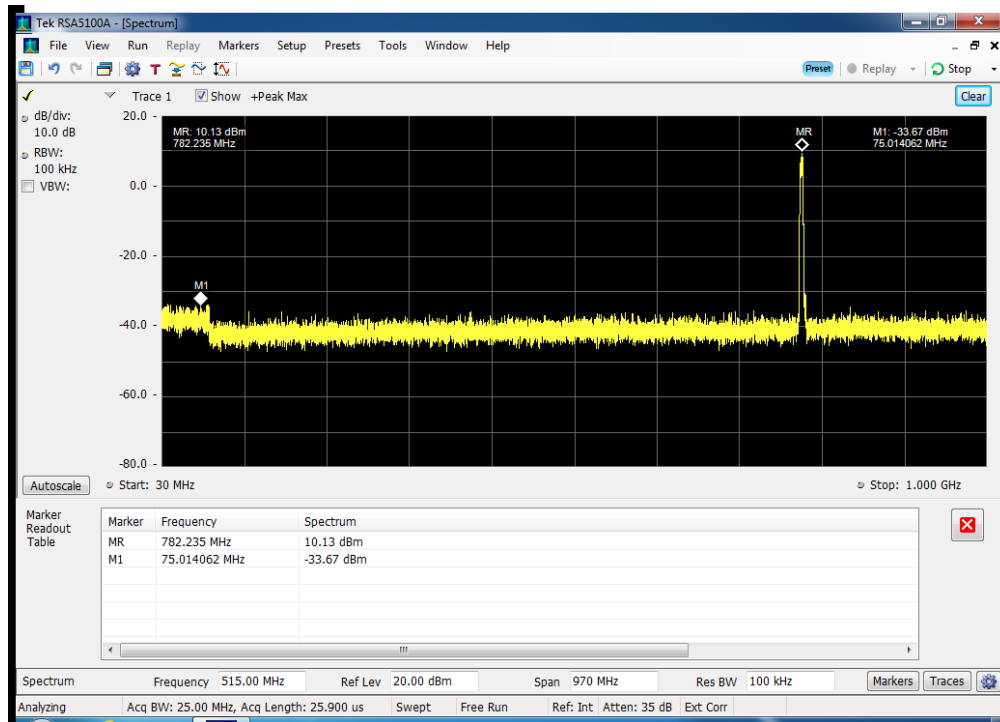 Tek RSA5100A - [Spectrum]
File View Run Replay Markers Setup Presets Tools Window Help
Preset Replay Stop
Trace 1 Show +Peak Max Clear
dB/div:
10.0 dB
RBW:
100 kHz
VBW:
20.0
0.0
-20.0
-40.0
-60.0
-80.0
MR: 10.13 dBm
782.235 MHz
MR
M1: -33.67 dBm
75.014062 MHz
M1
Autoscale Start: 30 MHz Stop: 1.000 GHz
Marker
Readout
Table
Marker Frequency Spectrum
MR 782.235 MHz 10.13 dBm
M1 75.014062 MHz -33.67 dBm
Spectrum Frequency 515.00 MHz Ref Lev 20.00 dBm Span 970 MHz Res BW 100 kHz Markers Traces
Analyzing Acq BW: 25.00 MHz, Acq Length: 25.900 us Swept Free Run Ref: Int Atten: 35 dB Ext Corr